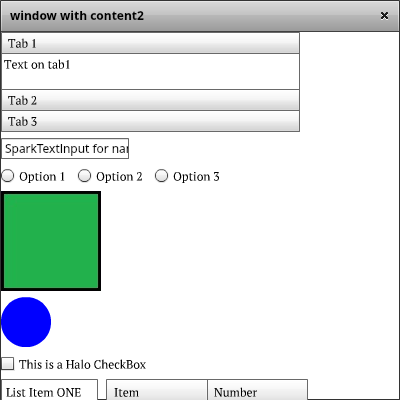 window with content2
Tab 1
Text on tab1
Tab 2
Tab 3
SparkTextInput for nar
Option 1 Option 2 Option 3
This is a Halo CheckBox
List Item ONE Item Number